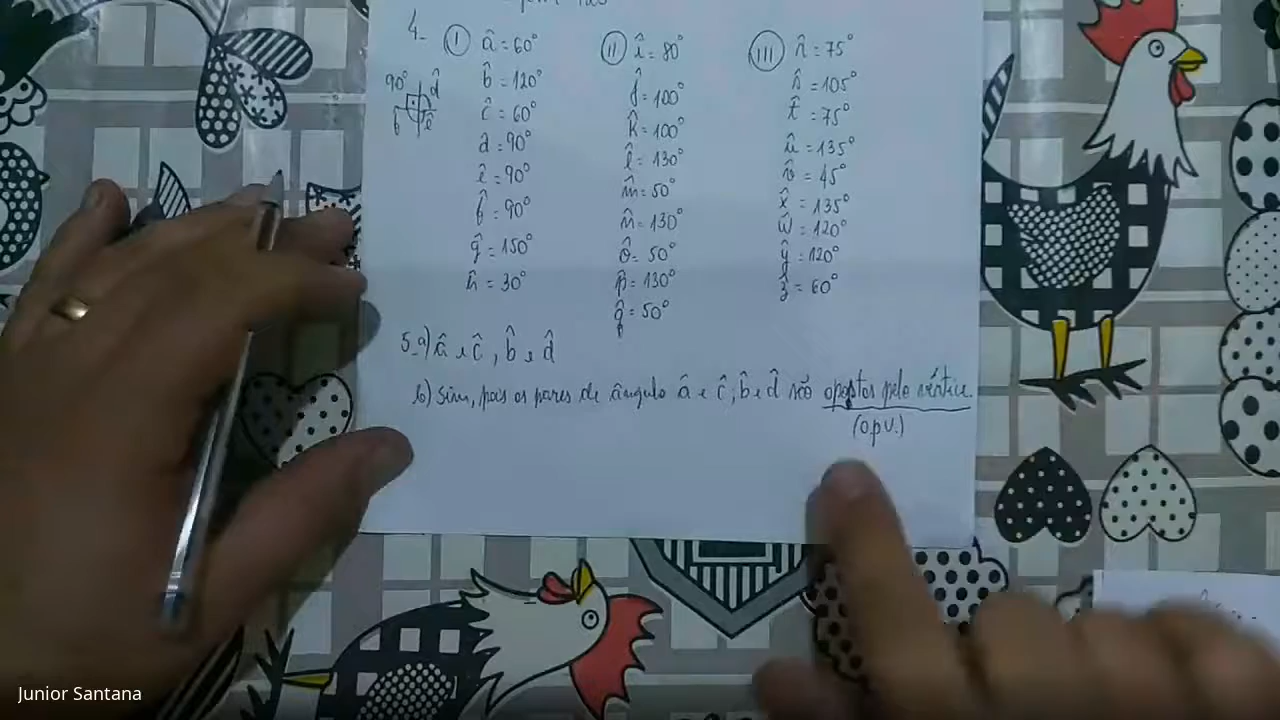 4- I â = 60°
b̂ = 120°
ĉ = 60°
d = 90°
ê = 90°
f̂ = 90°
ĝ = 150°
ĥ = 30°
90° d̂
f̂ ê
II î = 80°
ĵ = 100°
k̂ = 100°
l̂ = 130°
m̂ = 50°
n̂ = 130°
ô = 50°
p̂ = 130°
q̂ = 50°
III r̂ = 75°
ŝ = 105°
t̂ = 75°
û = 135°
v̂ = 45°
x̂ = 135°
ŵ = 120°
ŷ = 120°
ẑ = 60°
5-a) â e ĉ, b̂ e d̂
b) Sim, pois os pares de ângulo â e ĉ, b̂ e d̂ são opostos pelo vértice.
(o.p.v.)
Junior Santana